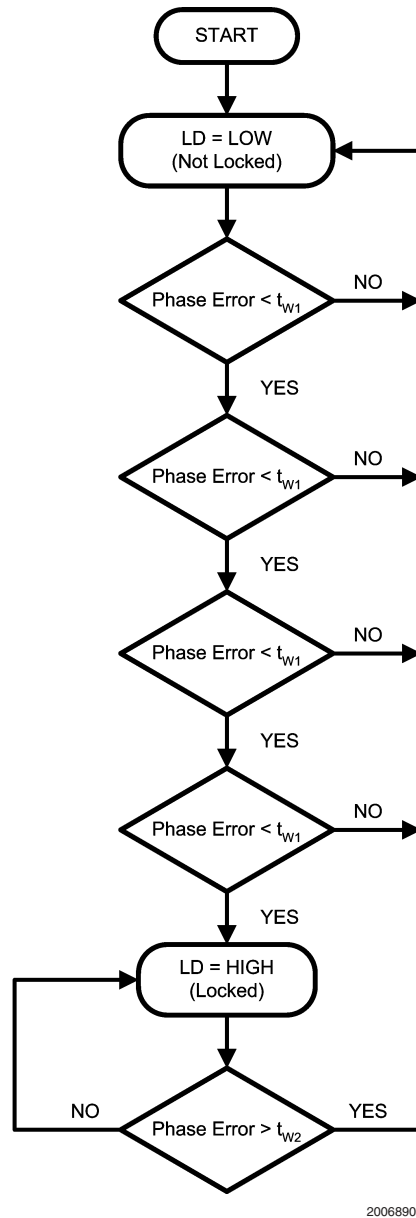 START
LD = LOW
(Not Locked)
Phase Error < tW1
NO
YES
Phase Error < tW1
NO
YES
Phase Error < tW1
NO
YES
Phase Error < tW1
NO
YES
LD = HIGH
(Locked)
NO
Phase Error > tW2
YES
2006890